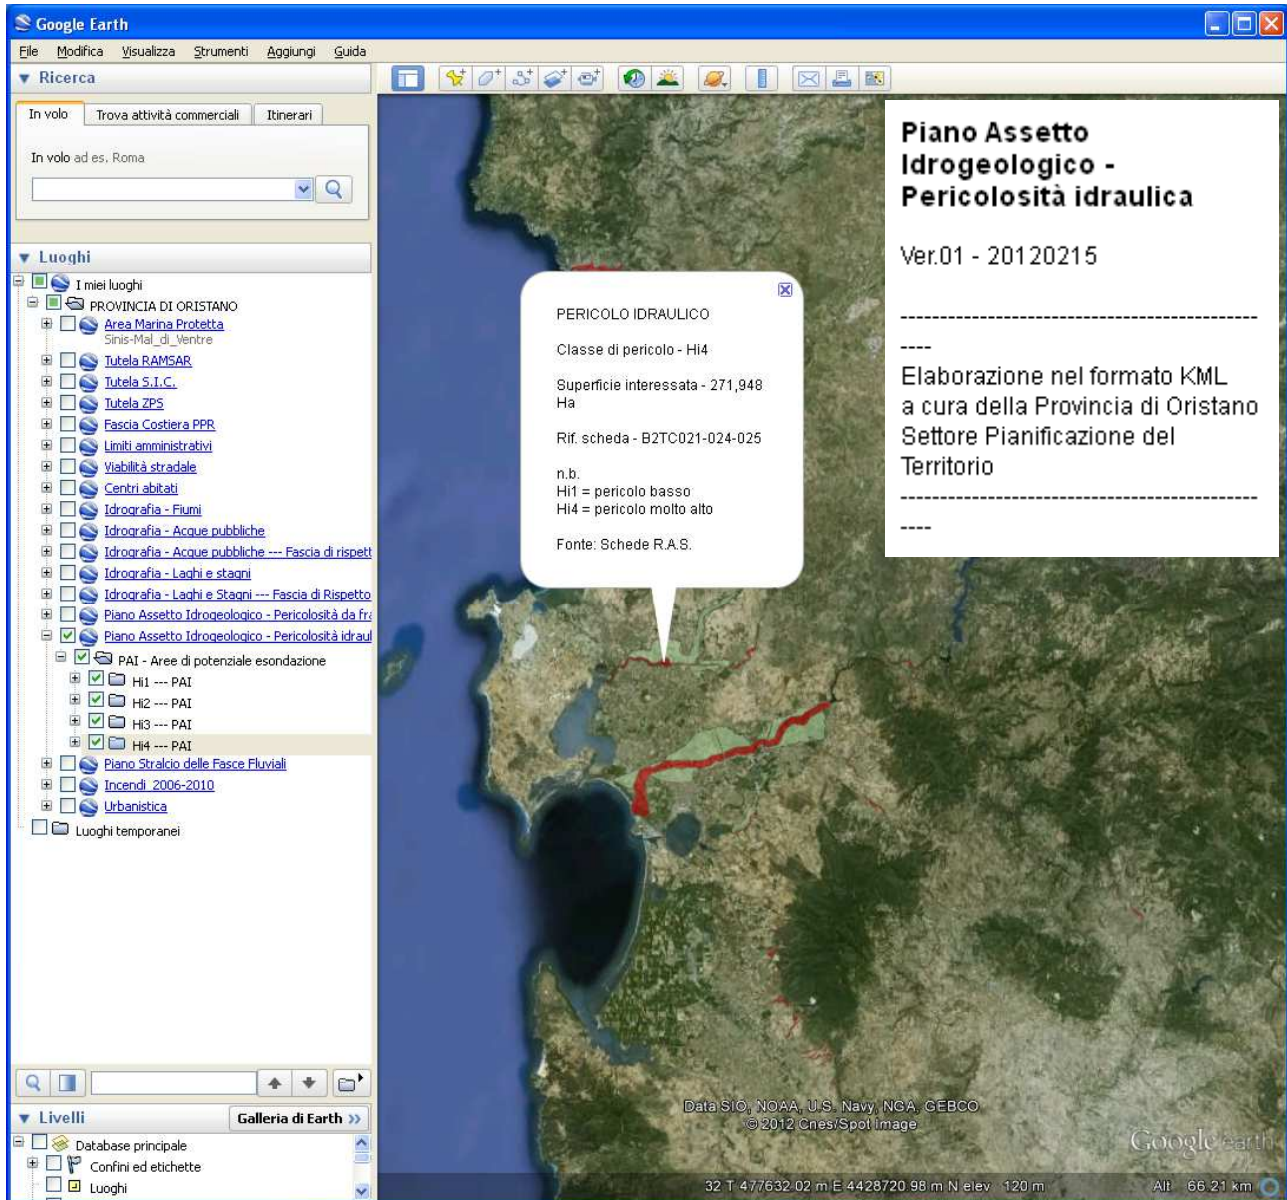 Google Earth
File Modifica Visualizza Strumenti Aggiungi Guida
Ricerca
In volo Trova attività commerciali Itinerari
In volo ad es. Roma
Luoghi
I miei luoghi
PROVINCIA DI ORISTANO
Area Marina Protetta
Sinis-Mal_di_Ventre
Tutela RAMSAR
Tutela S.I.C.
Tutela ZPS
Fascia Costiera PPR
Limiti amministrativi
Viabilità stradale
Centri abitati
Idrografia - Fiumi
Idrografia - Acque pubbliche
Idrografia - Acque pubbliche --- Fascia di rispett
Idrografia - Laghi e stagni
Idrografia - Laghi e Stagni --- Fascia di Rispetto
Piano Assetto Idrogeologico - Pericolosità da fra
Piano Assetto Idrogeologico - Pericolosità idraul
PAI - Aree di potenziale esondazione
Hi1 --- PAI
Hi2 --- PAI
Hi3 --- PAI
Hi4 --- PAI
Piano Stralcio delle Fasce Fluviali
Incendi 2006-2010
Urbanistica
Luoghi temporanei
Livelli
Galleria di Earth >>
Database principale
Confini ed etichette
Luoghi
PERICOLO IDRAULICO
Classe di pericolo - Hi4
Superficie interessata - 271,948
Ha
Rif. scheda - B2TC021-024-025
n.b.
Hi1 = pericolo basso
Hi4 = pericolo molto alto
Fonte: Schede R.A.S.
Piano Assetto
Idrogeologico -
Pericolosità idraulica
Ver.01 - 20120215
---------------------------------------------
----
Elaborazione nel formato KML
a cura della Provincia di Oristano
Settore Pianificazione del
Territorio
---------------------------------------------
----
Data SIO, NOAA, U.S. Navy, NGA, GEBCO
© 2012 Cnes/Spot Image
Google earth
32 T 477632.02 m E 4428720.98 m N elev 120 m
Alt 66.21 km